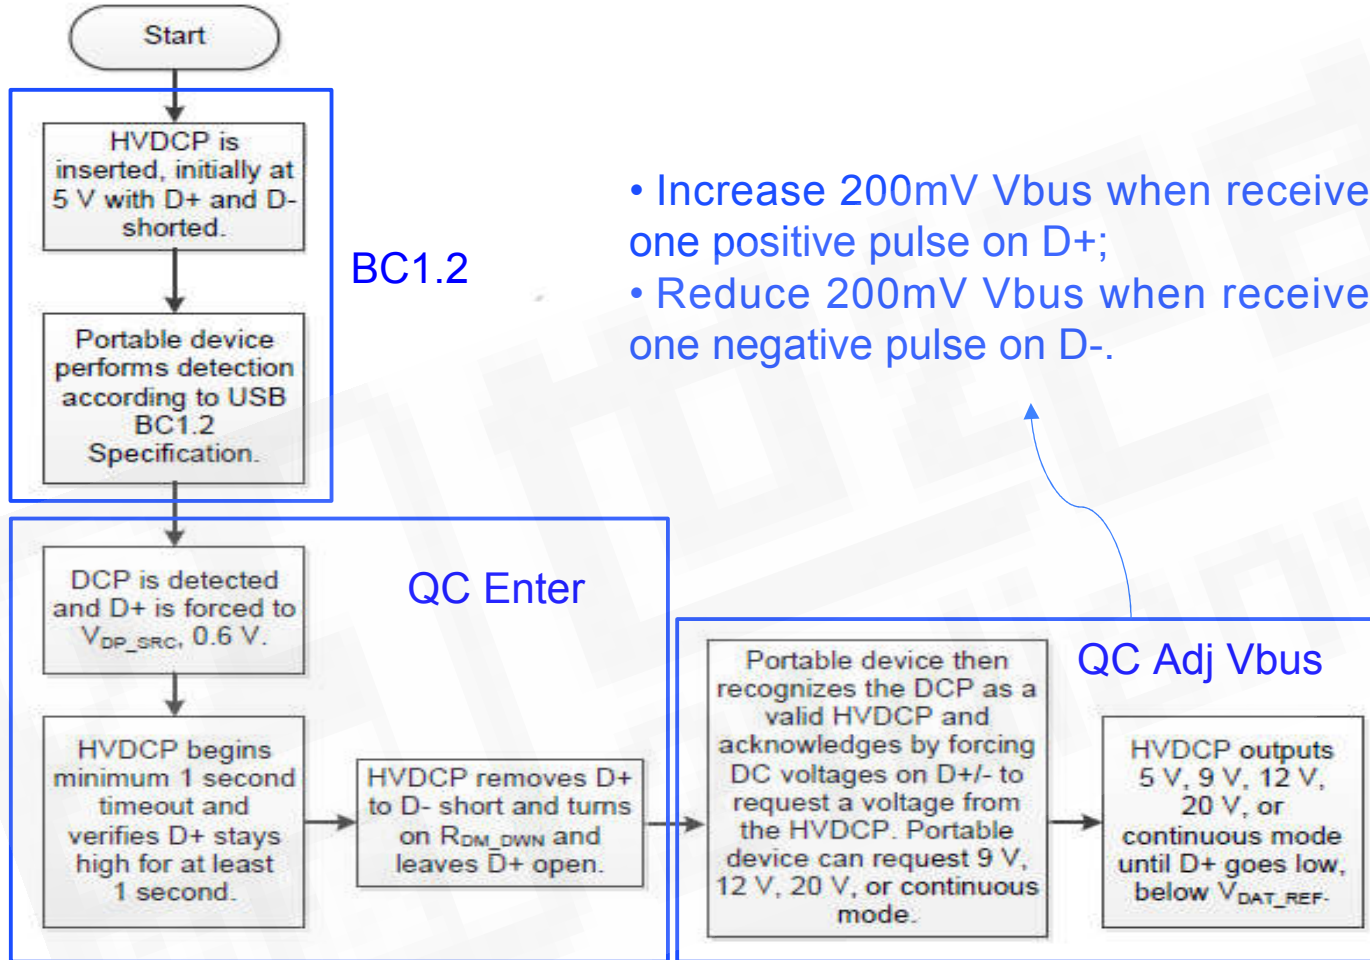 Start
HVDCP is
inserted, initially at
5 V with D+ and D-
shorted.
BC1.2
Portable device
performs detection
according to USB
BC1.2
Specification.
• Increase 200mV Vbus when receive
one positive pulse on D+;
• Reduce 200mV Vbus when receive
one negative pulse on D-.
DCP is detected
and D+ is forced to
VDP_SRC, 0.6 V.
QC Enter
HVDCP begins
minimum 1 second
timeout and
verifies D+ stays
high for at least
1 second.
HVDCP removes D+
to D- short and turns
on RDM_DWN and
leaves D+ open.
Portable device then
recognizes the DCP as a
valid HVDCP and
acknowledges by forcing
DC voltages on D+/- to
request a voltage from
the HVDCP. Portable
device can request 9 V,
12 V, 20 V, or continuous
mode.
QC Adj Vbus
HVDCP outputs
5 V, 9 V, 12 V,
20 V, or
continuous mode
until D+ goes low,
below VDAT_REF.